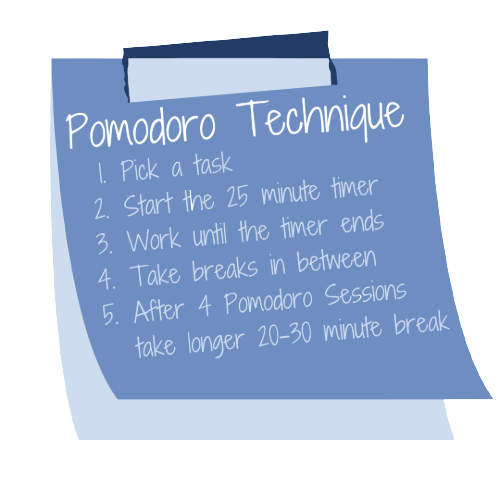 Pomodoro Technique
1. Pick a task
2. Start the 25 minute timer
3. Work until the timer ends
4. Take breaks in between
5. After 4 Pomodoro Sessions
take longer 20-30 minute break